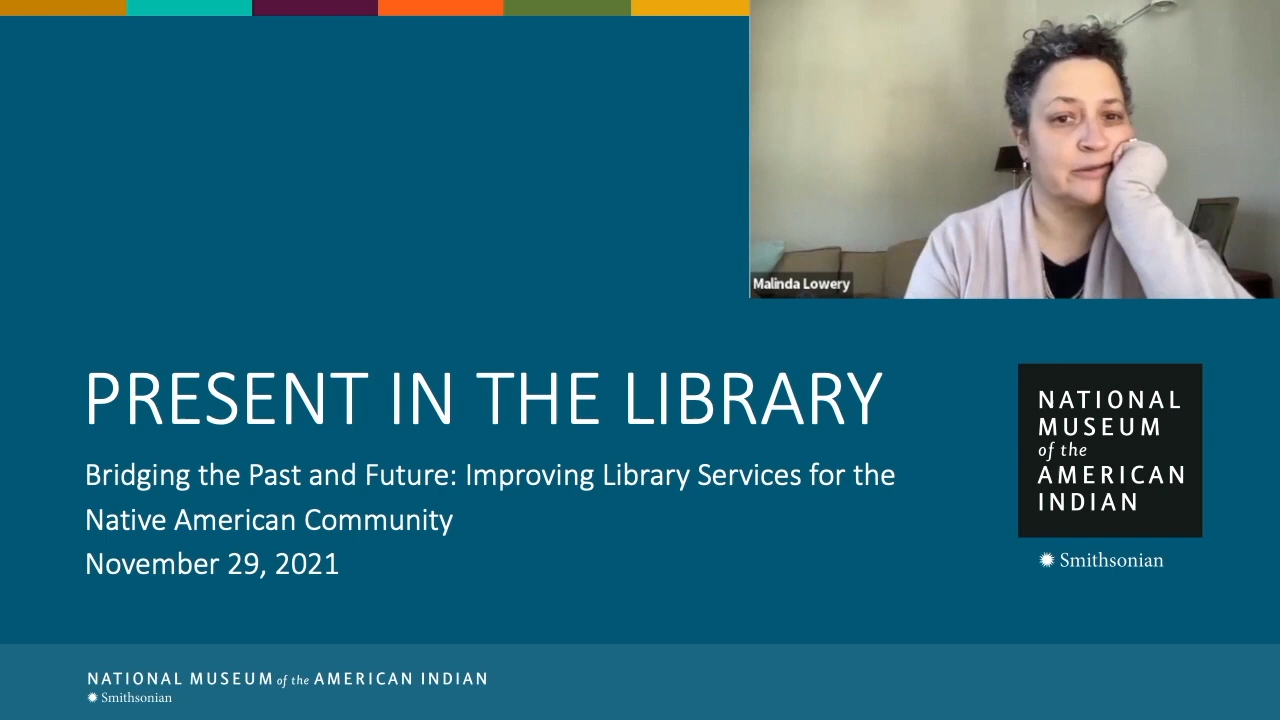 Malinda Lowery
PRESENT IN THE LIBRARY
Bridging the Past and Future: Improving Library Services for the
Native American Community
November 29, 2021
NATIONAL
MUSEUM
of the
AMERICAN
INDIAN
Smithsonian
NATIONAL MUSEUM of the AMERICAN INDIAN
Smithsonian